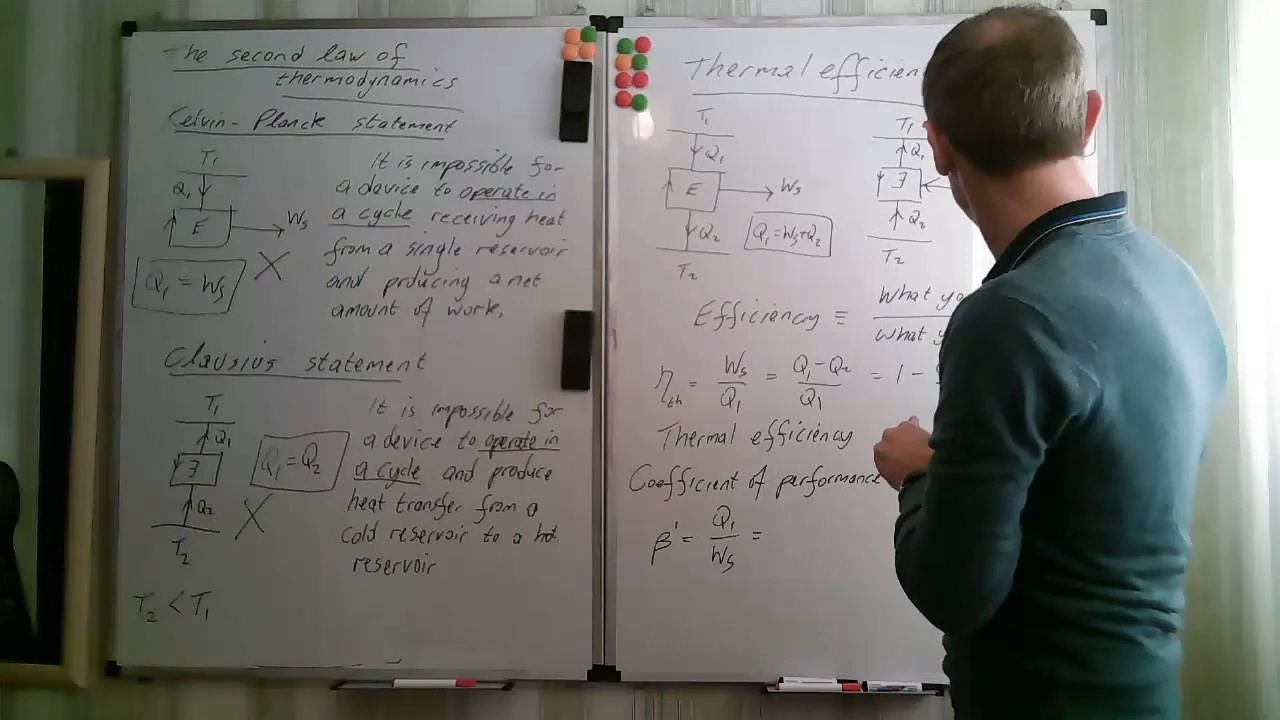 The second law of
thermodynamics
Kelvin-Planck statement
T1
Q1
E
Ws
Q1 = Ws
It is impossible for
a device to operate in
a cycle receiving heat
from a single reservoir
and producing a net
amount of work.
Clausius statement
T1
Q1
Q2
T2
Q1 = Q2
It is impossible for
a device to operate in
a cycle and produce
heat transfer from a
cold reservoir to a hot
reservoir
T2 < T1
Thermal efficien
T1
Q1
E
Ws
Q2
T2
Q1 = Ws+Q2
T1
Q1
Q2
T2
Efficiency ≡
What yo
what y
ηth = Ws/Q1 = Q1-Q2/Q1 = 1 -
Thermal efficiency
Coefficient of performance
β' = Q1/Ws =